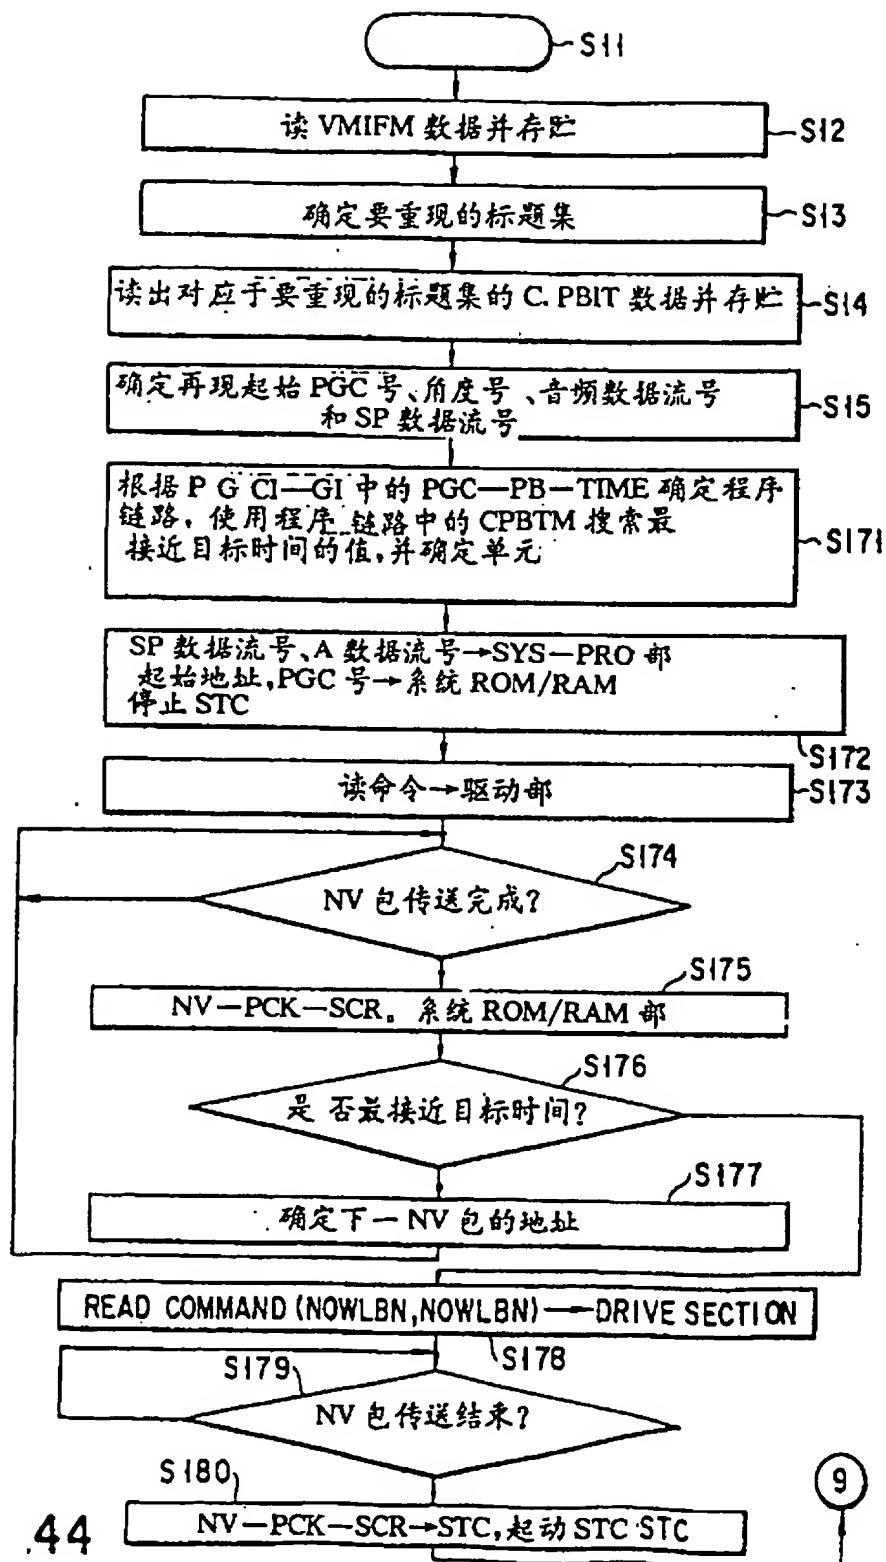 S11
读 VMIFM 数据并存贮
S12
确定要重现的标题集
S13
读出对应于要重现的标题集的 C. PBIT 数据并存贮
S14
确定再现起始 PGC 号、角度号、音频数据流号
和 SP 数据流号
S15
根据 P G CI—GI 中的 PGC—PB—TIME 确定程序
链路, 使用程序 链路中的 CPBTM 搜索最
接近目标时间的值,并确定单元
S171
SP 数据流号、A 数据流号→SYS—PRO 部
起始地址,PGC 号→系统 ROM/RAM
停止 STC
S172
读命令→驱动部
S173
S174
NV 包传送完成?
S175
NV—PCK—SCR。系统 ROM/RAM 部
S176
是 否最接近目标时间?
S177
确定下一 NV 包的地址
READ COMMAND (NOWLBN,NOWLBN)→DRIVE SECTION
S178
S179
NV 包传送结束?
S180
NV—PCK—SCR→STC,起动 STC STC
9
.44